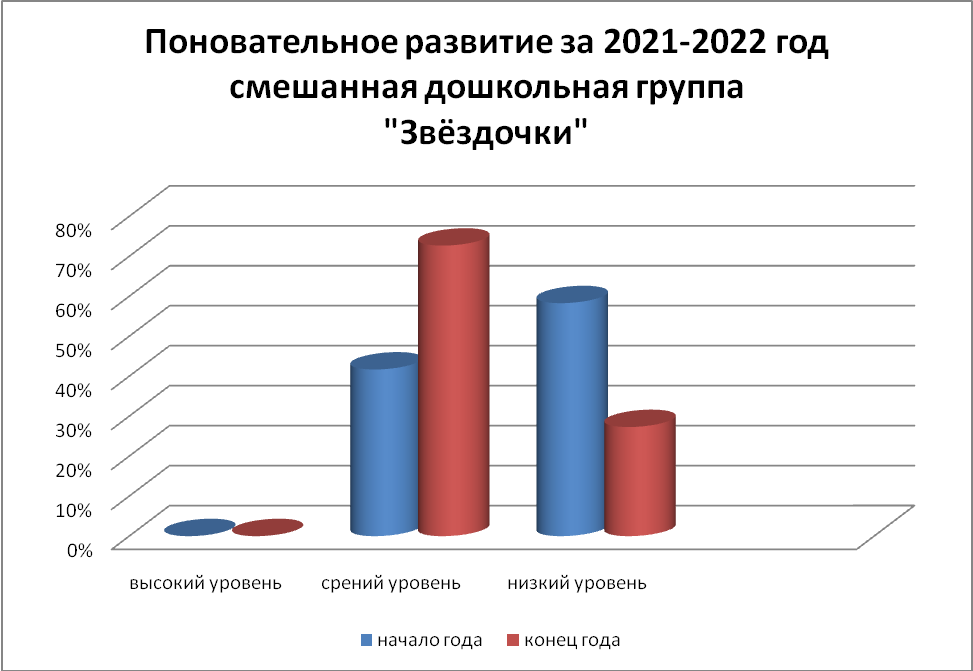 Поновательное развитие за 2021-2022 год
смешанная дошкольная группа
"Звёздочки"
80%
70%
60%
50%
40%
30%
20%
10%
0%
высокий уровень
срений уровень
низкий уровень
начало года
конец года